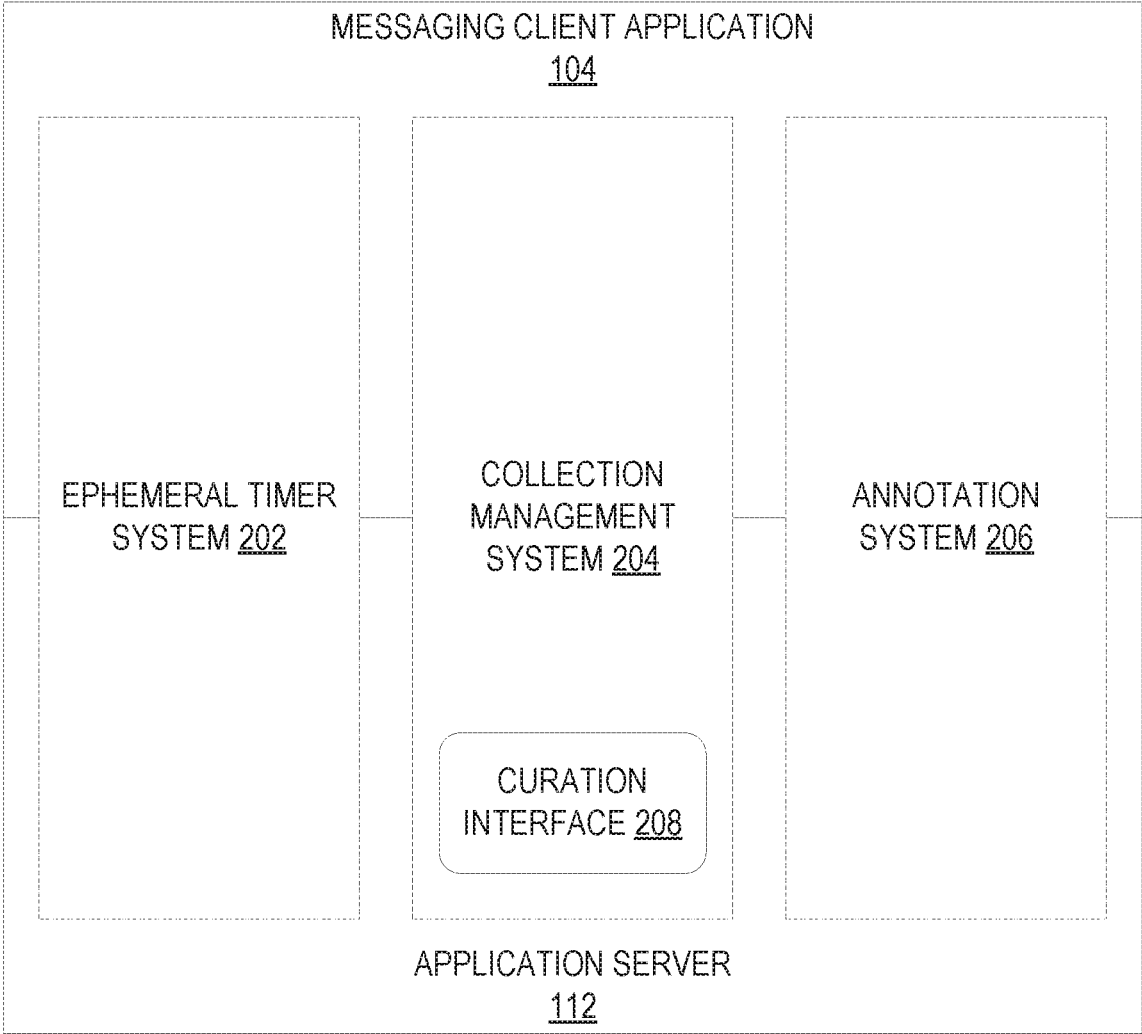 MESSAGING CLIENT APPLICATION
104
EPHEMERAL TIMER
SYSTEM 202
COLLECTION
MANAGEMENT
SYSTEM 204
CURATION
INTERFACE 208
ANNOTATION
SYSTEM 206
APPLICATION SERVER
112